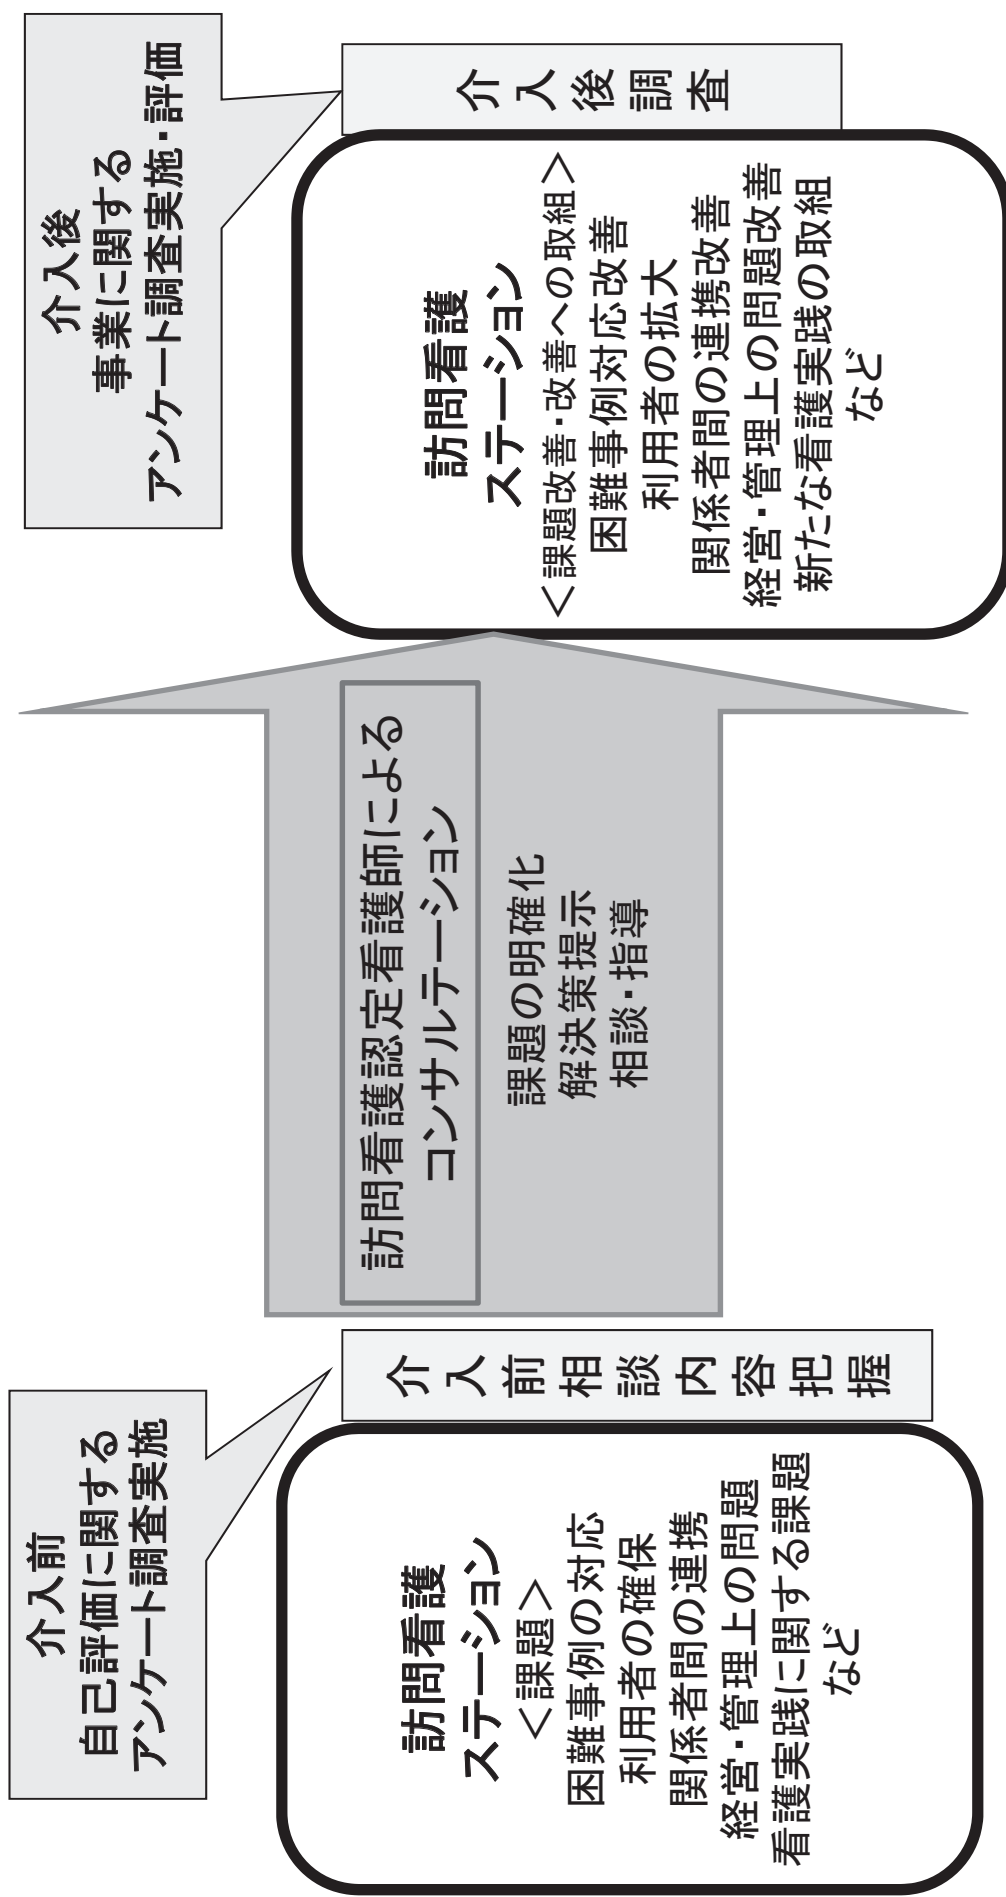 介入前
自己評価に関する
アンケート調査実施
訪問看護
ステーション
＜課題＞
困難事例の対応
利用者の確保
関係者間の連携
経営・管理上の問題
看護実践に関する課題
など
介入前相談内容把握
訪問看護認定看護師による
コンサルテーション
課題の明確化
解決策提示
相談・指導
介入後
事業に関する
アンケート調査実施・評価
訪問看護
ステーション
＜課題改善・改善への取組＞
困難事例対応改善
利用者の拡大
関係者間の連携改善
経営・管理上の問題改善
新たな看護実践の取組
など
介入後調査